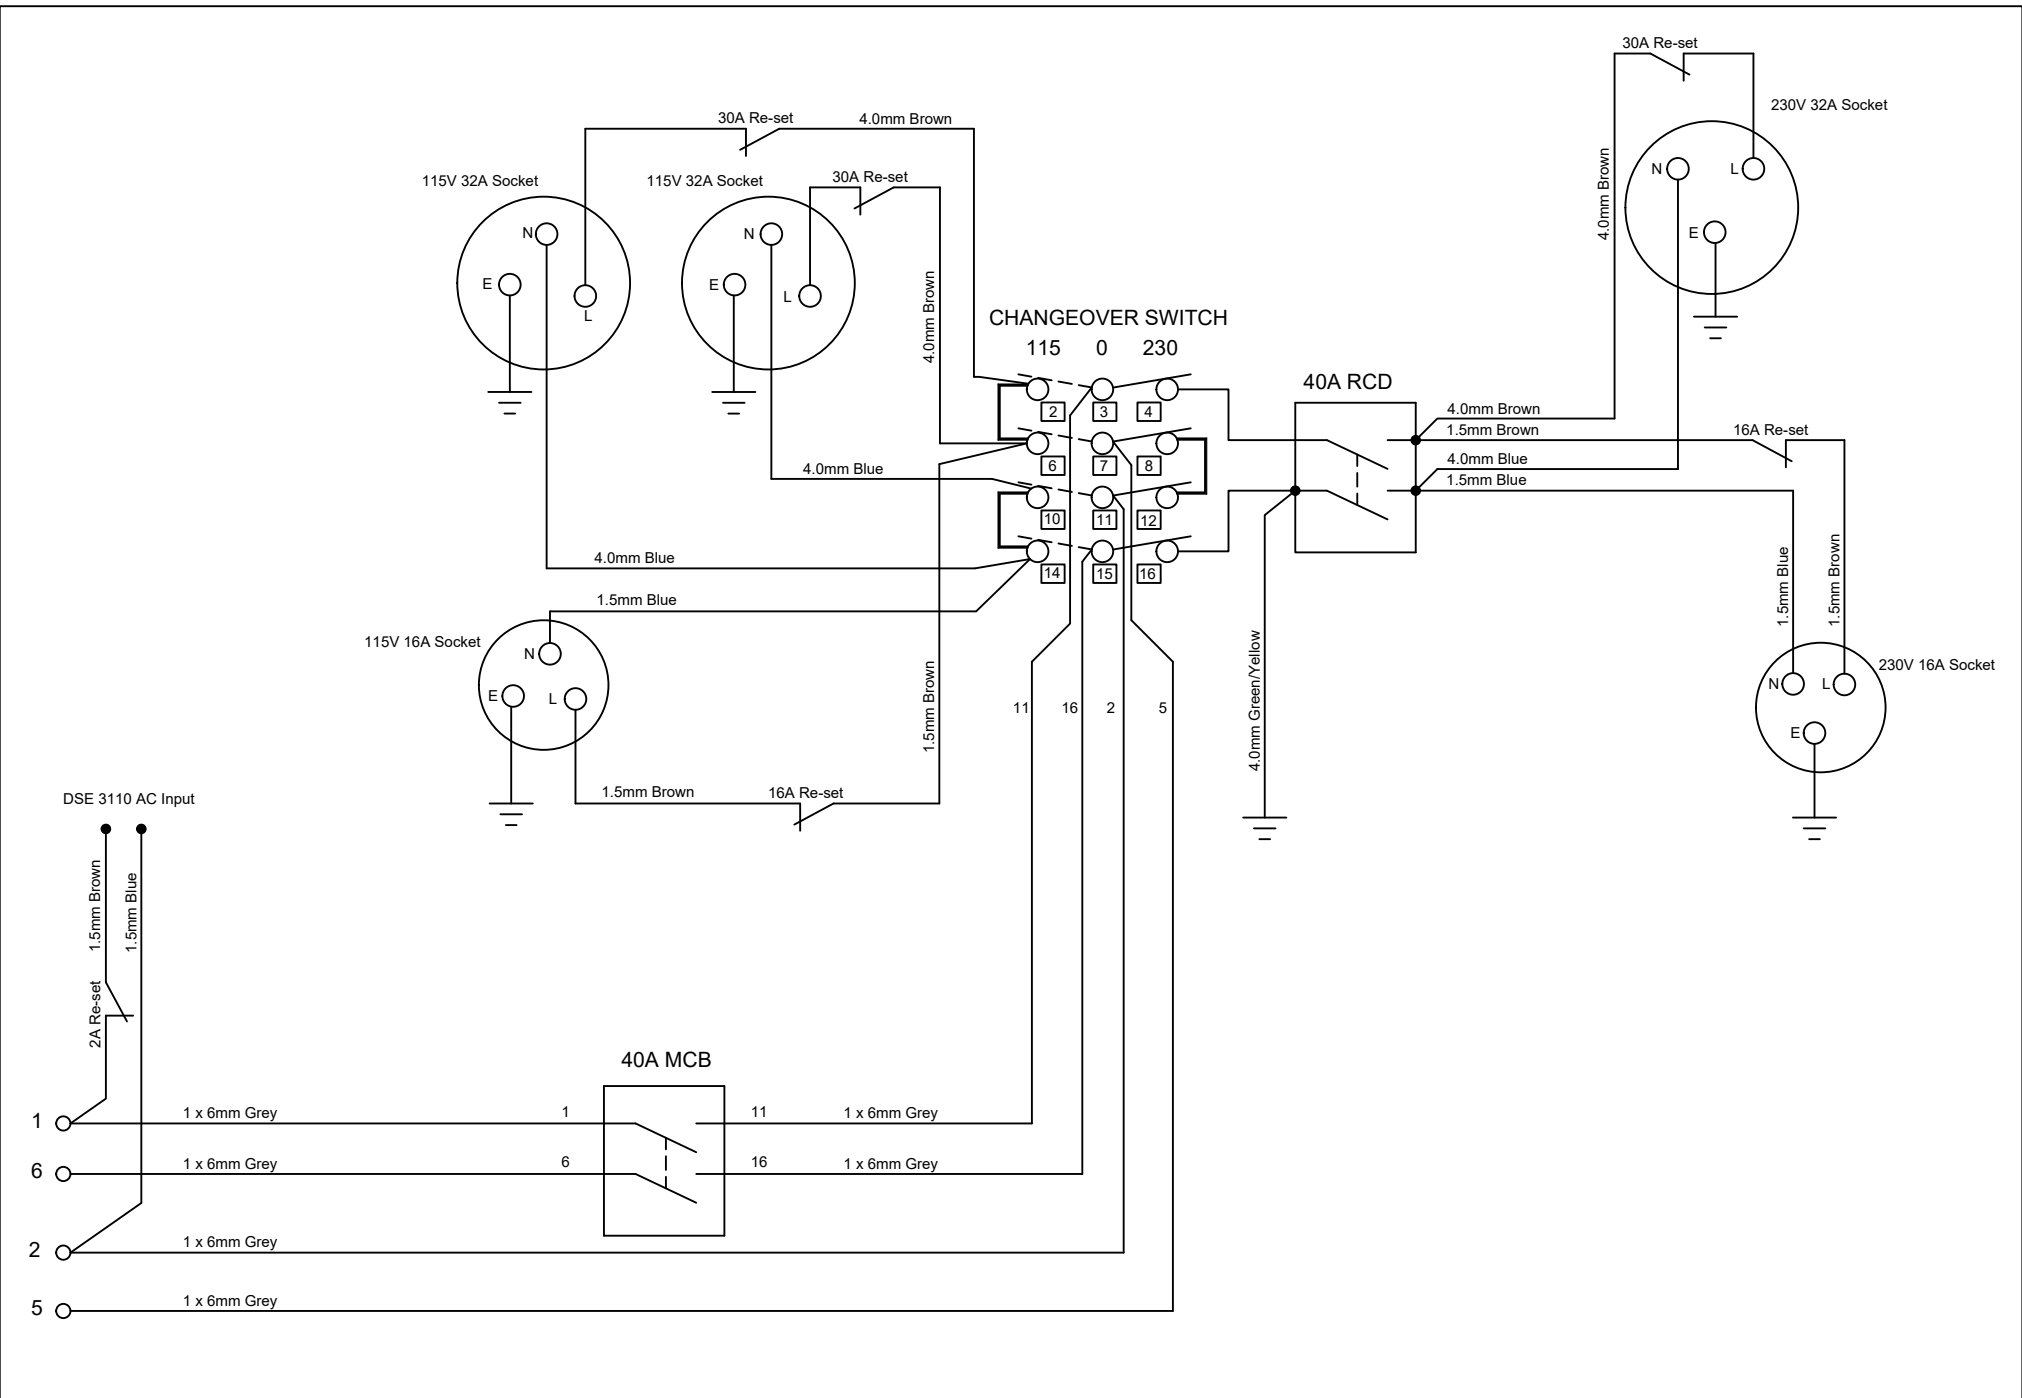 30A Re-set
230V 32A Socket
N
L
E
4.0mm Brown
30A Re-set
4.0mm Brown
115V 32A Socket
115V 32A Socket
30A Re-set
N
E
L
N
E
L
4.0mm Brown
CHANGEOVER SWITCH
115 0 230
2 3 4
6 7 8
10 11 12
14 15 16
40A RCD
4.0mm Brown
1.5mm Brown
16A Re-set
4.0mm Blue
1.5mm Blue
4.0mm Blue
4.0mm Blue
1.5mm Blue
115V 16A Socket
N
E
L
1.5mm Brown
16A Re-set
1.5mm Brown
11 16 2 5
4.0mm Green/Yellow
1.5mm Blue
1.5mm Brown
230V 16A Socket
N
L
E
DSE 3110 AC Input
1.5mm Brown
1.5mm Blue
2A Re-set
40A MCB
1
1 x 6mm Grey
1
11
1 x 6mm Grey
6
1 x 6mm Grey
6
16
1 x 6mm Grey
2
1 x 6mm Grey
5
1 x 6mm Grey